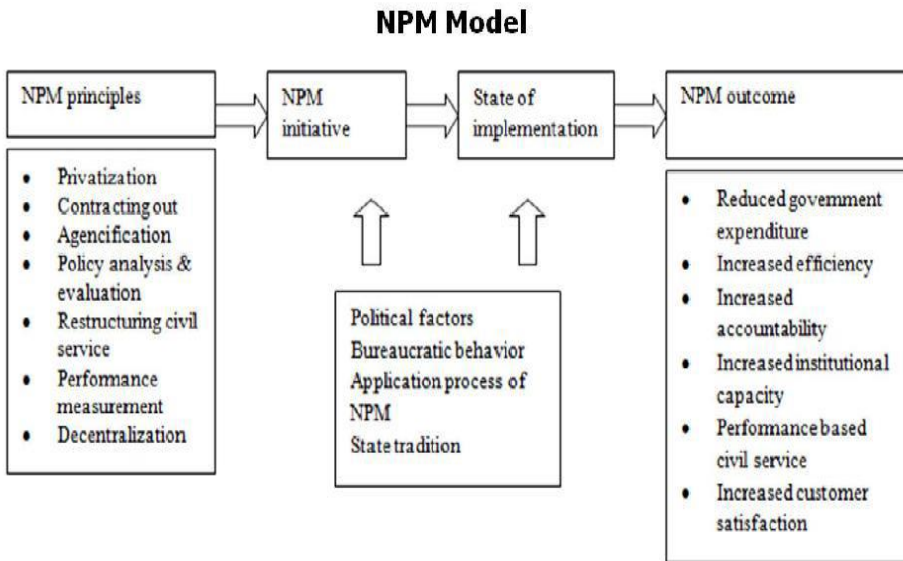 NPM Model
NPM principles
NPM
initiative
State of
implementation
NPM outcome
• Privatization
• Contracting out
• Agencification
• Policy analysis &
evaluation
• Restructuring civil
service
• Performance
measurement
• Decentralization
Political factors
Bureaucratic behavior
Application process of
NPM
State tradition
• Reduced government
expenditure
• Increased efficiency
• Increased
accountability
• Increased institutional
capacity
• Performance based
civil service
• Increased customer
satisfaction